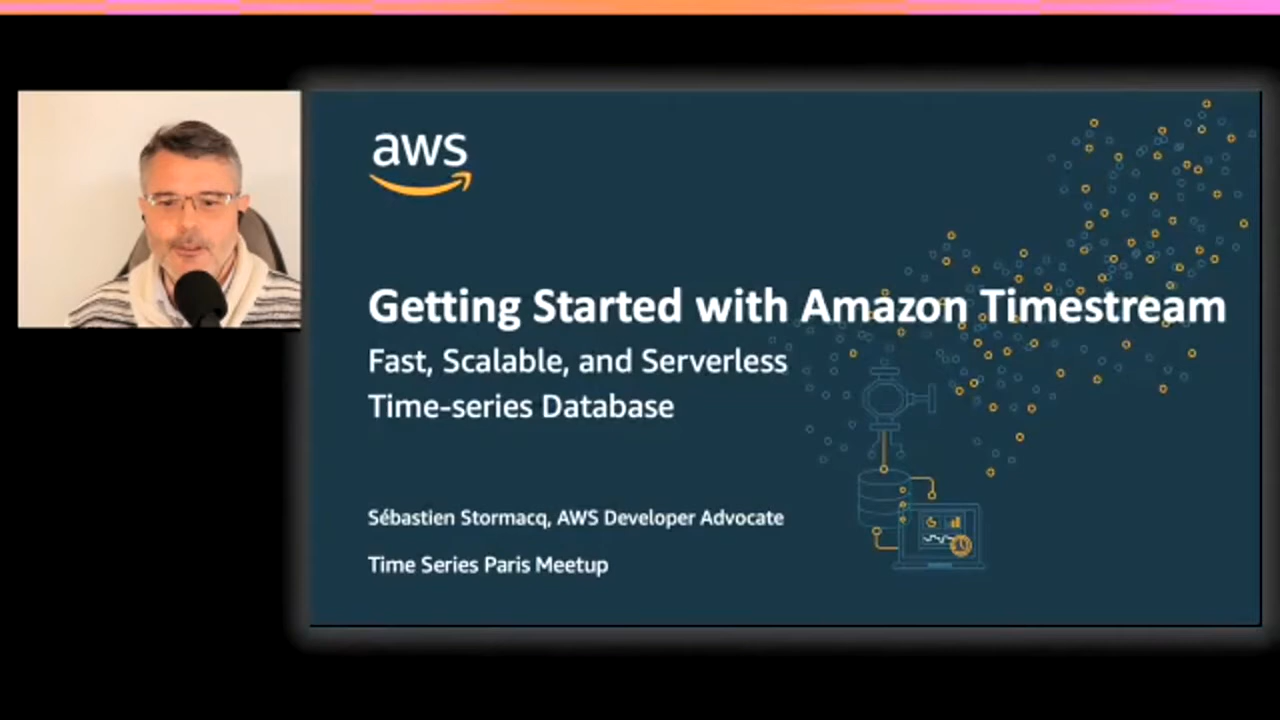 aws
Getting Started with Amazon Timestream
Fast, Scalable, and Serverless
Time-series Database
Sébastien Stormacq, AWS Developer Advocate
Time Series Paris Meetup